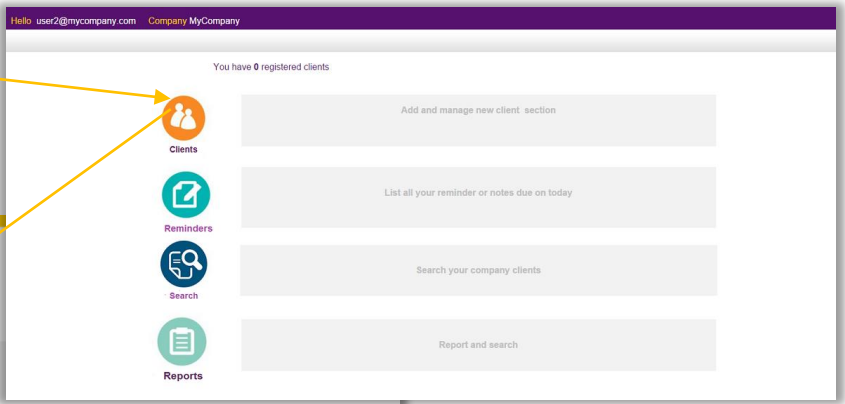 Hello user2@mycompany.com Company MyCompany
You have 0 registered clients
Add and manage new client section
Clients
List all your reminder or notes due on today
Reminders
Search your company clients
Search
Report and search
Reports